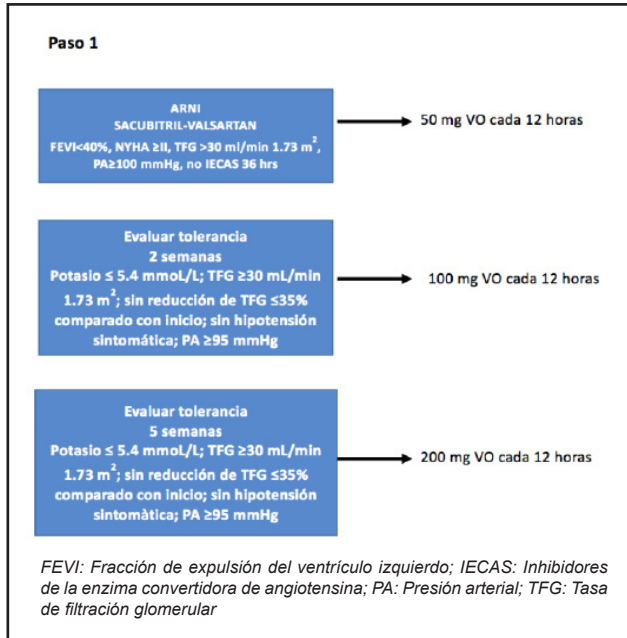 Paso 1
ARNI
SACUBITRIL-VALSARTAN
FEVI<40%, NYHA ≥II, TFG >30 ml/min 1.73 m²,
PA≥100 mmHg, no IECAS 36 hrs
50 mg VO cada 12 horas
Evaluar tolerancia
2 semanas
Potasio ≤ 5.4 mmoL/L; TFG ≥30 mL/min
1.73 m²; sin reducción de TFG ≤35%
comparado con inicio; sin hipotensión
sintomática; PA ≥95 mmHg
100 mg VO cada 12 horas
Evaluar tolerancia
5 semanas
Potasio ≤ 5.4 mmoL/L; TFG ≥30 mL/min
1.73 m²; sin reducción de TFG ≤35%
comparado con inicio; sin hipotensión
sintomàtica; PA ≥95 mmHg
200 mg VO cada 12 horas
FEVI: Fracción de expulsión del ventrículo izquierdo; IECAS: Inhibidores
de la enzima convertidora de angiotensina; PA: Presión arterial; TFG: Tasa
de filtración glomerular